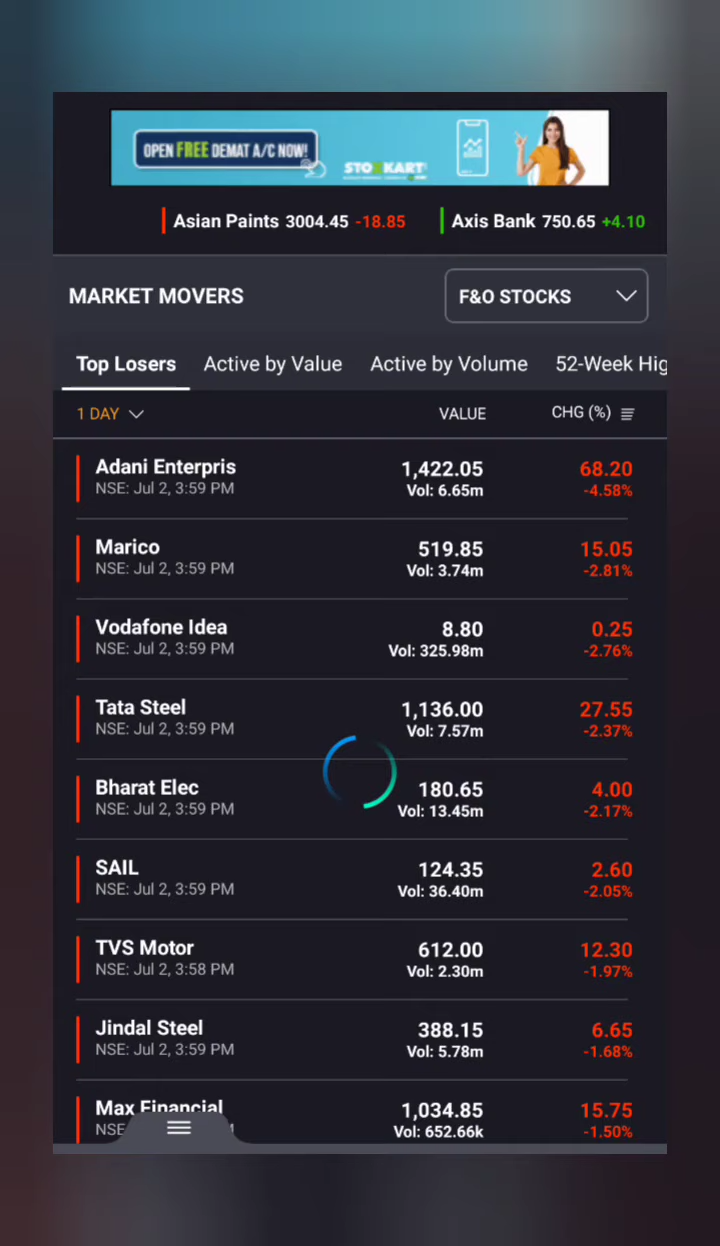 OPEN FREE DEMAT A/C NOW!
Asian Paints 3004.45 -18.85 Axis Bank 750.65 +4.10
MARKET MOVERS F&O STOCKS
Top Losers Active by Value Active by Volume 52-Week Hig
1 DAY VALUE CHG (%)
Adani Enterpris 1,422.05 68.20
NSE: Jul 2, 3:59 PM Vol: 6.65m -4.58%
Marico 519.85 15.05
NSE: Jul 2, 3:59 PM Vol: 3.74m -2.81%
Vodafone Idea 8.80 0.25
NSE: Jul 2, 3:59 PM Vol: 325.98m -2.76%
Tata Steel 1,136.00 27.55
NSE: Jul 2, 3:59 PM Vol: 7.57m -2.37%
Bharat Elec 180.65 4.00
NSE: Jul 2, 3:59 PM Vol: 13.45m -2.17%
SAIL 124.35 2.60
NSE: Jul 2, 3:59 PM Vol: 36.40m -2.05%
TVS Motor 612.00 12.30
NSE: Jul 2, 3:58 PM Vol: 2.30m -1.97%
Jindal Steel 388.15 6.65
NSE: Jul 2, 3:59 PM Vol: 5.78m -1.68%
Max Financial 1,034.85 15.75
NSE Vol: 652.66k -1.50%